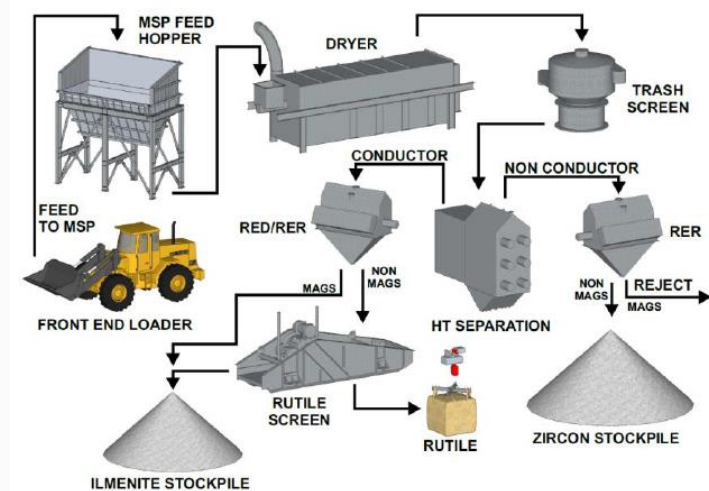 MSP FEED
HOPPER
DRYER
TRASH
SCREEN
CONDUCTOR
NON CONDUCTOR
FEED
TO MSP
RED/RER
RER
MAGS
NON
MAGS
NON
MAGS
REJECT
MAGS
FRONT END LOADER
HT SEPARATION
RUTILE
SCREEN
RUTILE
ZIRCON STOCKPILE
ILMENITE STOCKPILE